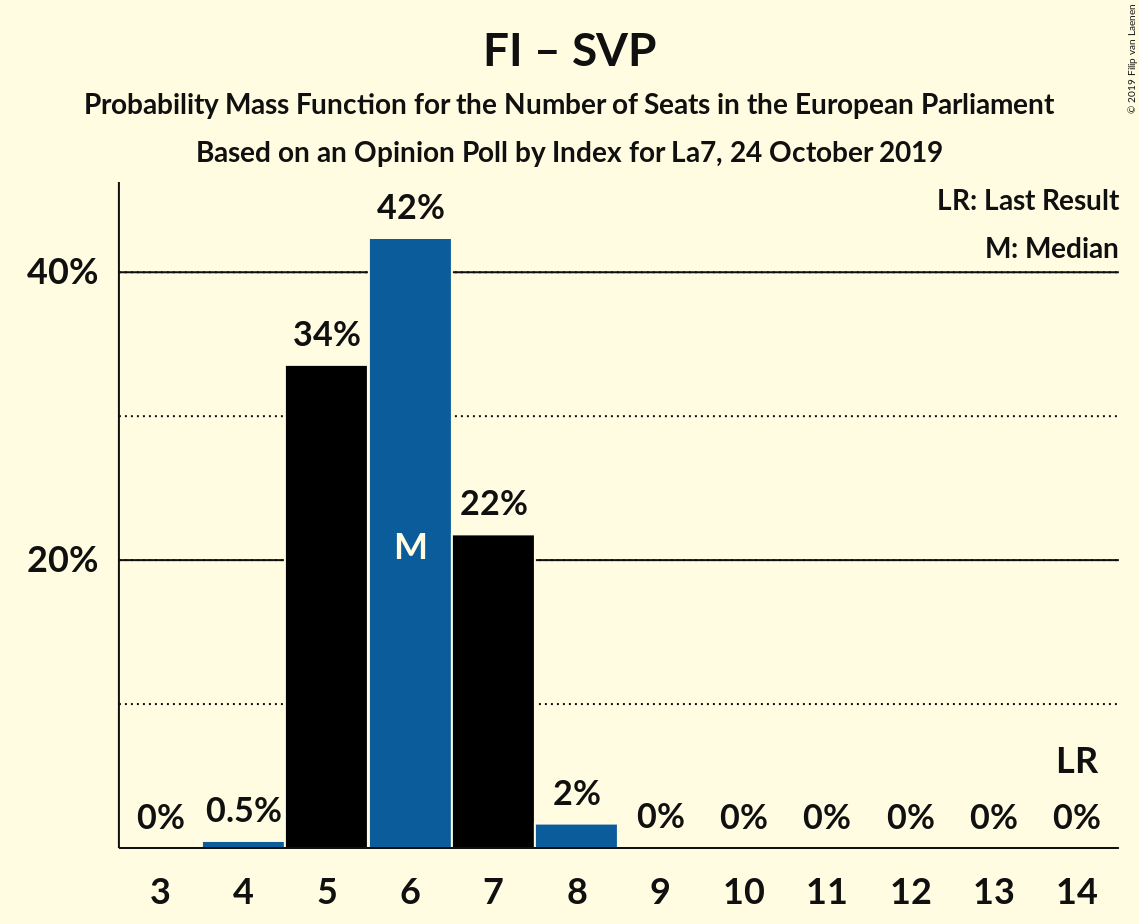 FI – SVP
Probability Mass Function for the Number of Seats in the European Parliament
Based on an Opinion Poll by Index for La7, 24 October 2019
© 2019 Filip van Laenen
LR: Last Result
M: Median
40%
20%
0%
0.5%
34%
42%
M
22%
2%
0%
0%
0%
0%
0%
LR
0%
3 4 5 6 7 8 9 10 11 12 13 14